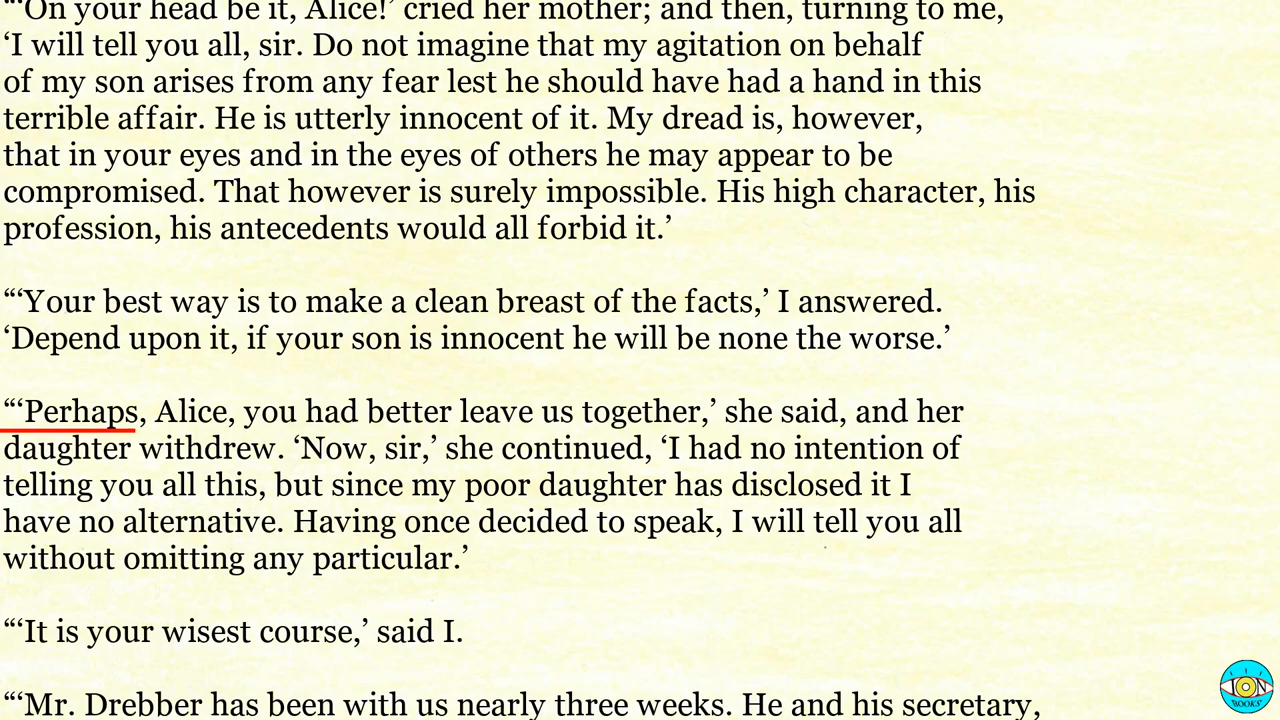 “‘On your head be it, Alice!’ cried her mother; and then, turning to me,
‘I will tell you all, sir. Do not imagine that my agitation on behalf
of my son arises from any fear lest he should have had a hand in this
terrible affair. He is utterly innocent of it. My dread is, however,
that in your eyes and in the eyes of others he may appear to be
compromised. That however is surely impossible. His high character, his
profession, his antecedents would all forbid it.’
“‘Your best way is to make a clean breast of the facts,’ I answered.
‘Depend upon it, if your son is innocent he will be none the worse.’
“‘Perhaps, Alice, you had better leave us together,’ she said, and her
daughter withdrew. ‘Now, sir,’ she continued, ‘I had no intention of
telling you all this, but since my poor daughter has disclosed it I
have no alternative. Having once decided to speak, I will tell you all
without omitting any particular.’
“‘It is your wisest course,’ said I.
“‘Mr. Drebber has been with us nearly three weeks. He and his secretary,
ION
BOOKS